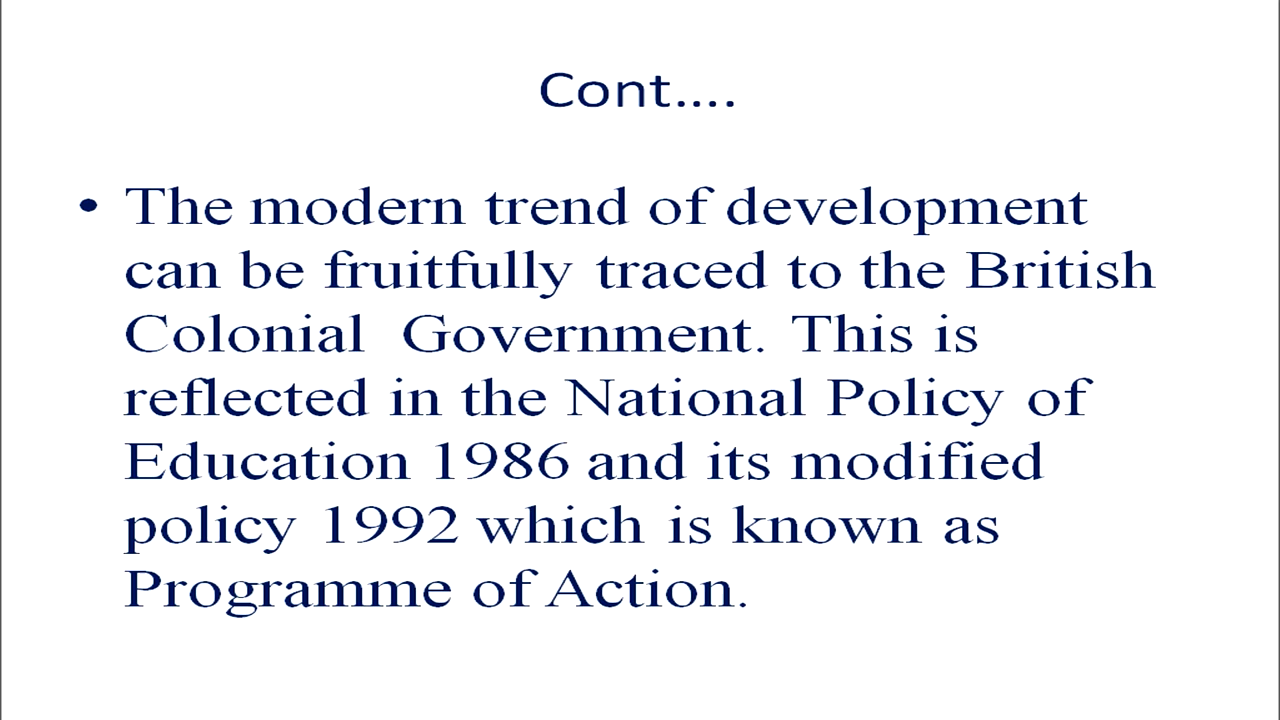 Cont....
• The modern trend of development
can be fruitfully traced to the British
Colonial Government. This is
reflected in the National Policy of
Education 1986 and its modified
policy 1992 which is known as
Programme of Action.